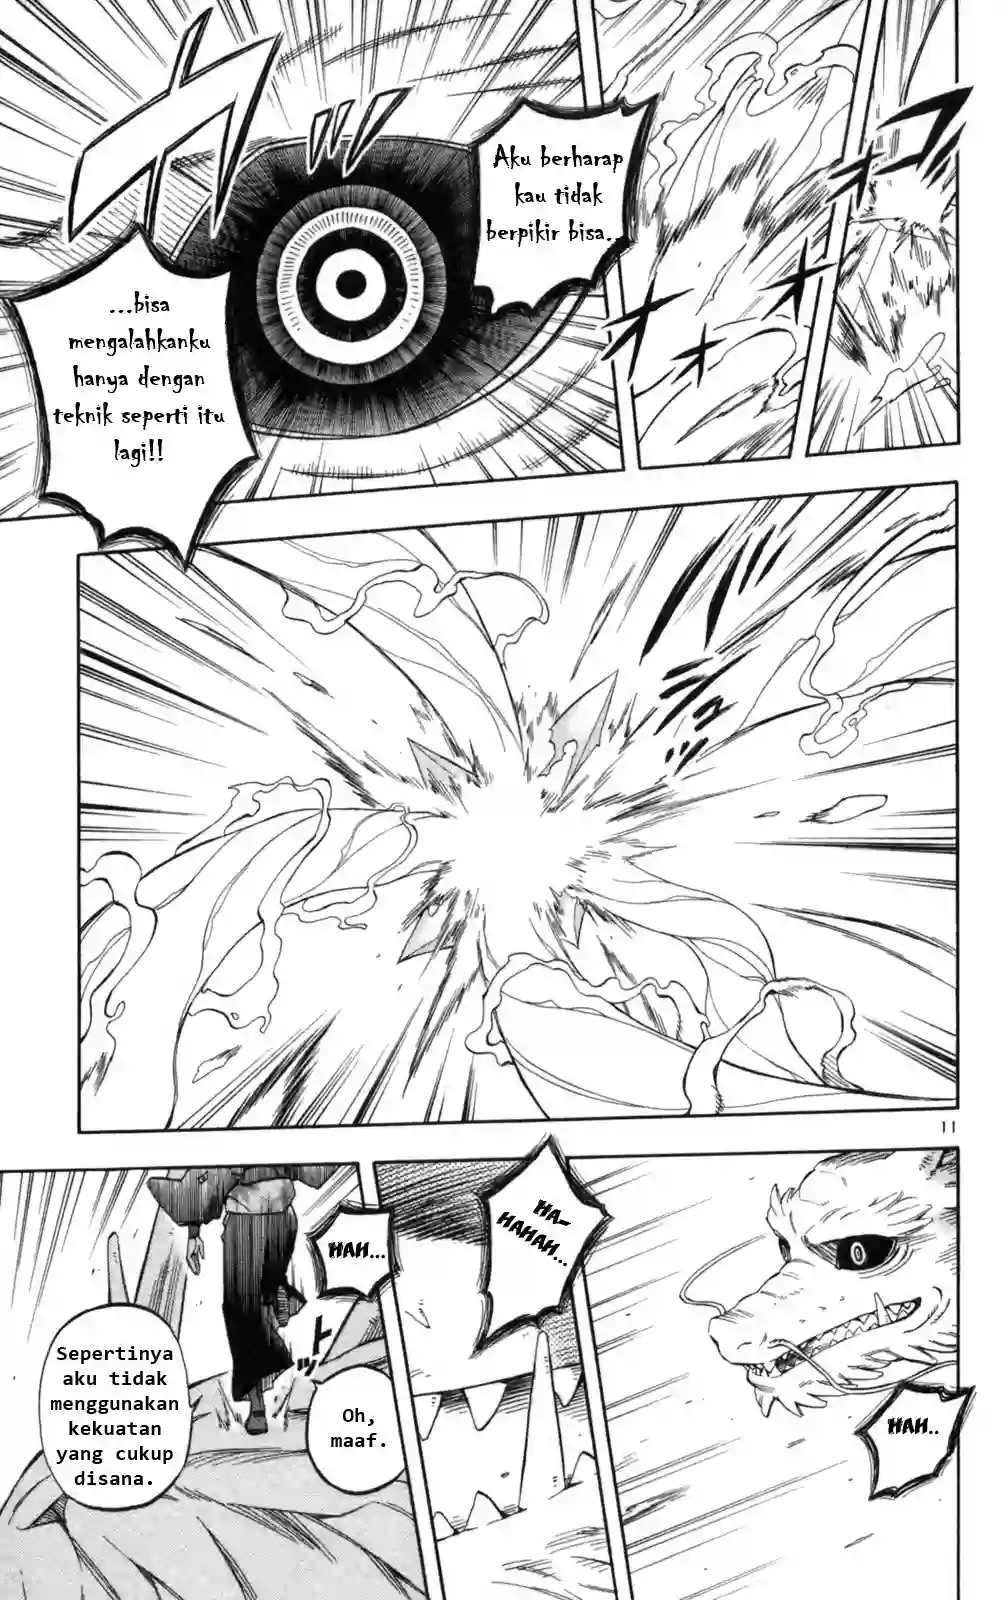 Aku berharap
kau tidak
berpikir bisa...
...bisa
mengalahkanku
hanya dengan
teknik seperti itu
lagi!!
11
HAH..
HA-
HAHAH...
HAH...
Oh,
maaf.
Sepertinya
aku tidak
menggunakan
kekuatan
yang cukup
disana.